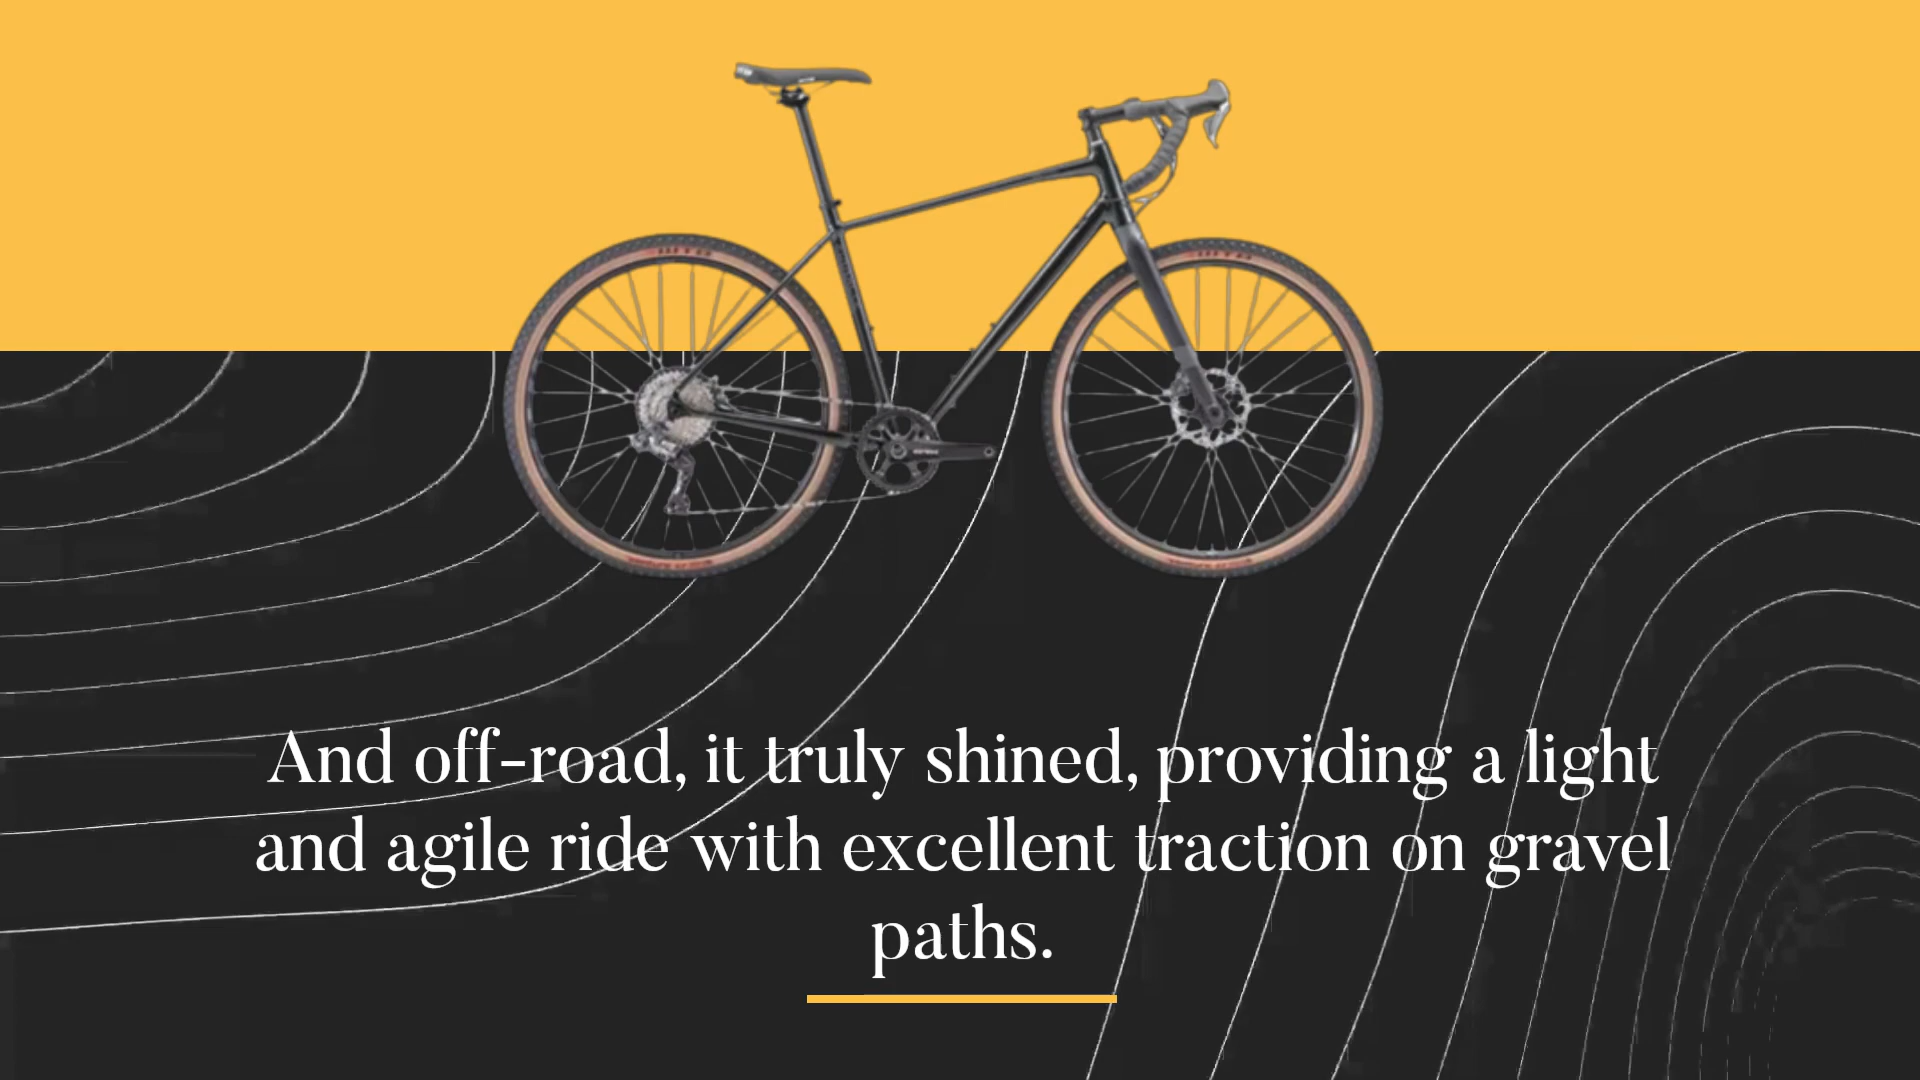 And off-road, it truly shined, providing a light
and agile ride with excellent traction on gravel
paths.